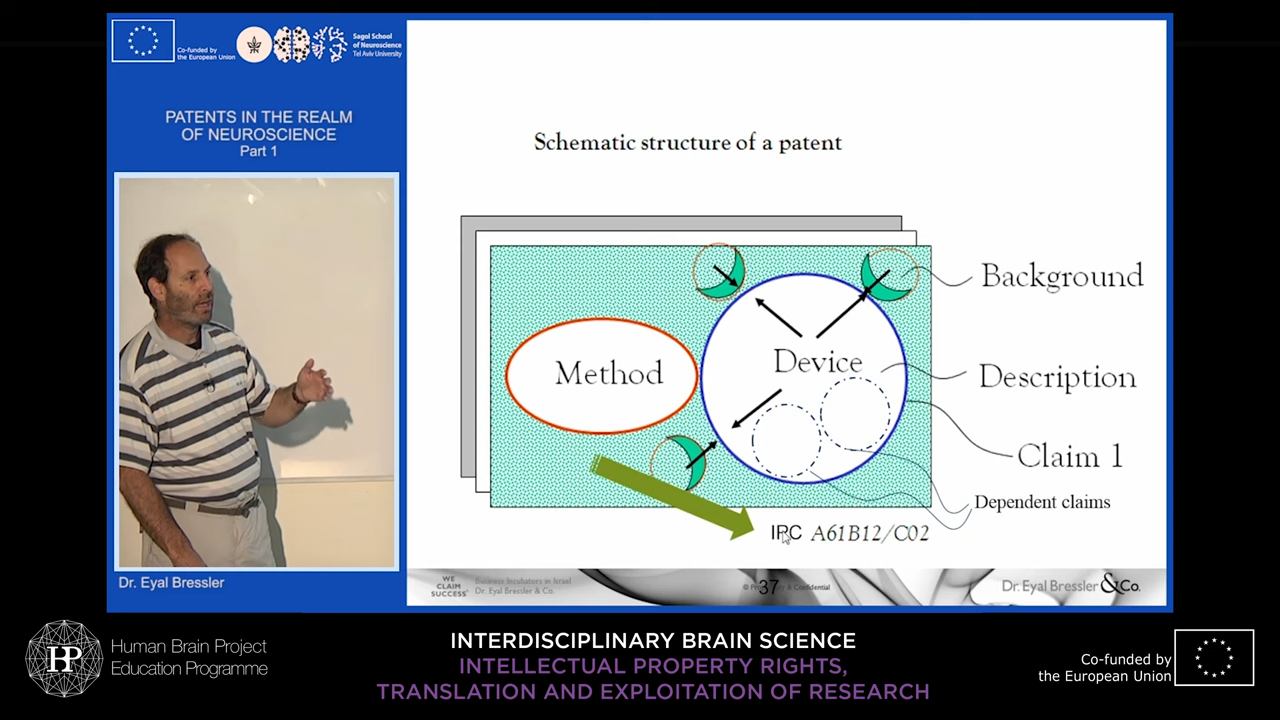 Co-funded by
the European Union
Sagol School
of Neuroscience
Tel Aviv University
PATENTS IN THE REALM
OF NEUROSCIENCE
Part 1
Dr. Eyal Bressler
Schematic structure of a patent
Method
Device
Background
Description
Claim 1
Dependent claims
IPC A61B12/C02
WE
CLAIM
SUCCESS
Business Incubators in Israel
Dr. Eyal Bressler & Co.
37
& Confidential
Dr. Eyal Bressler &Co.
HBP
Human Brain Project
Education Programme
INTERDISCIPLINARY BRAIN SCIENCE
INTELLECTUAL PROPERTY RIGHTS,
TRANSLATION AND EXPLOITATION OF RESEARCH
Co-funded by
the European Union